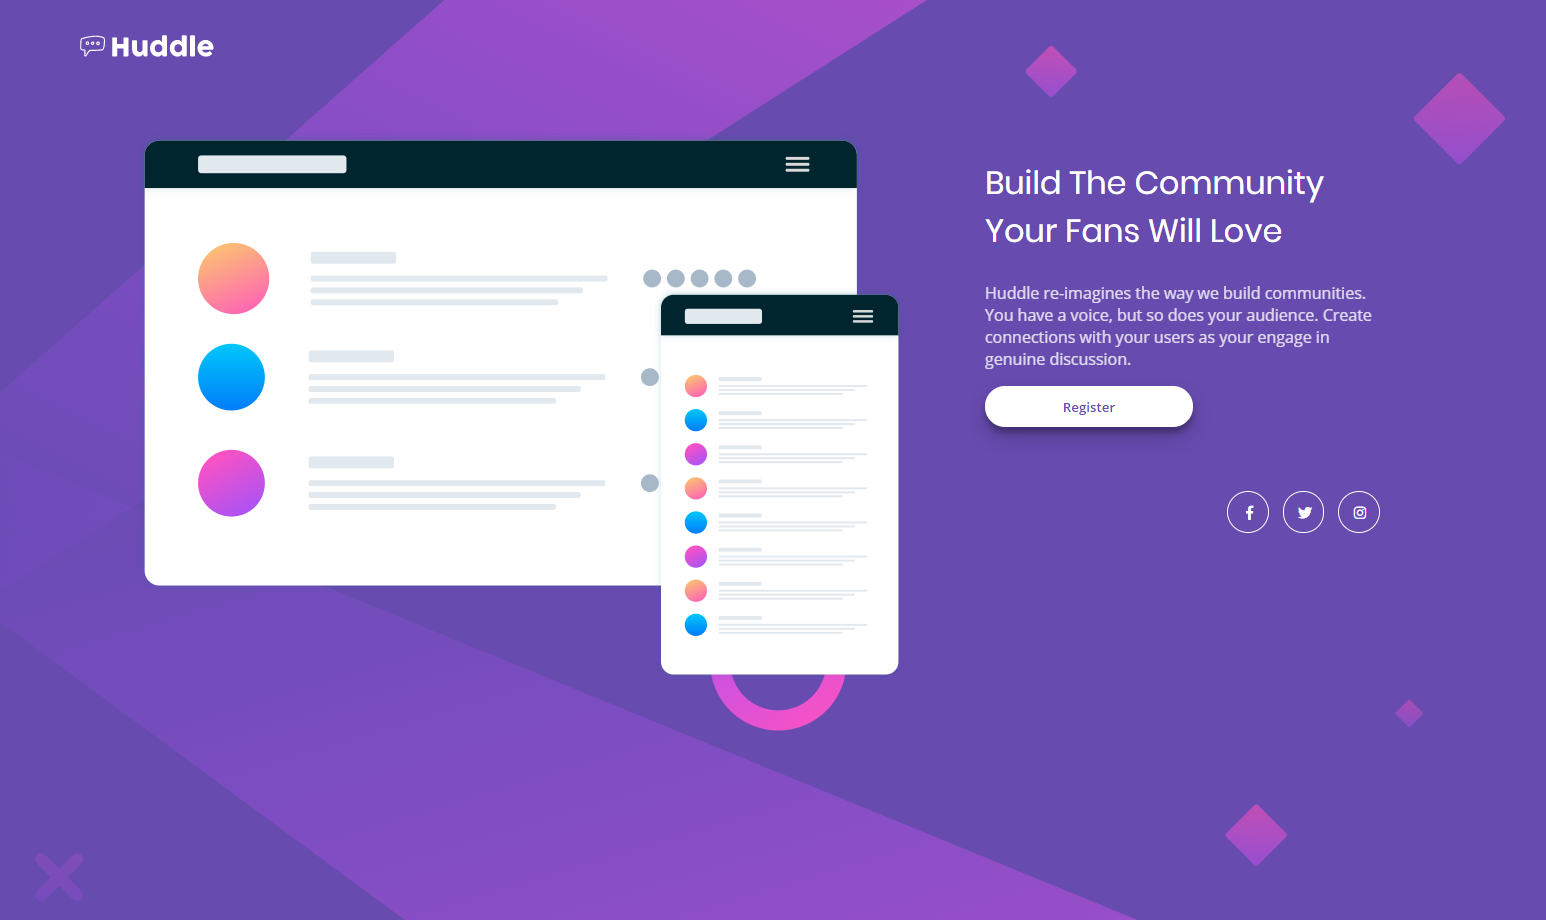 Huddle
Build The Community
Your Fans Will Love
Huddle re-imagines the way we build communities.
You have a voice, but so does your audience. Create
connections with your users as your engage in
genuine discussion.
Register